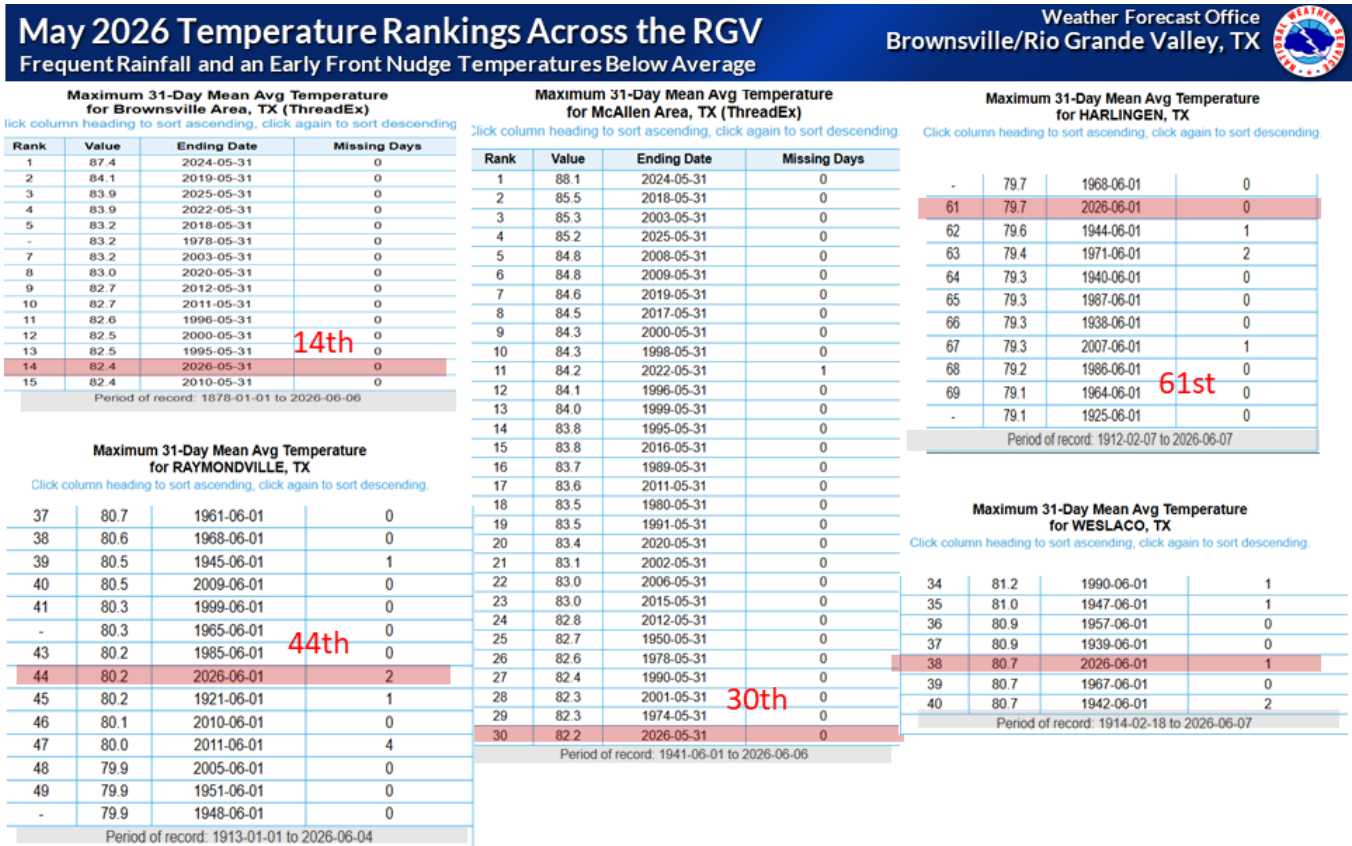 May 2026 Temperature Rankings Across the RGV
Frequent Rainfall and an Early Front Nudge Temperatures Below Average
Weather Forecast Office
Brownsville/Rio Grande Valley, TX
NATIONAL WEATHER SERVICE
Maximum 31-Day Mean Avg Temperature
for Brownsville Area, TX (ThreadEx)
lick column heading to sort ascending, click again to sort descending
Rank Value Ending Date Missing Days
1 87.4 2024-05-31 0
2 84.1 2019-05-31 0
3 83.9 2025-05-31 0
4 83.9 2022-05-31 0
5 83.2 2018-05-31 0
- 83.2 1978-05-31 0
7 83.2 2003-05-31 0
8 83.0 2020-05-31 0
9 82.7 2012-05-31 0
10 82.7 2011-05-31 0
11 82.6 1996-05-31 0
12 82.5 2000-05-31 0
13 82.5 1995-05-31 0
14th
14 82.4 2026-05-31 0
15 82.4 2010-05-31 0
Period of record: 1878-01-01 to 2026-06-06
Maximum 31-Day Mean Avg Temperature
for RAYMONDVILLE, TX
Click column heading to sort ascending, click again to sort descending.
37 80.7 1961-06-01 0
38 80.6 1968-06-01 0
39 80.5 1945-06-01 1
40 80.5 2009-06-01 0
41 80.3 1999-06-01 0
- 80.3 1965-06-01 0
43 80.2 1985-06-01 0
44th
44 80.2 2026-06-01 2
45 80.2 1921-06-01 1
46 80.1 2010-06-01 0
47 80.0 2011-06-01 4
48 79.9 2005-06-01 0
49 79.9 1951-06-01 0
- 79.9 1948-06-01 0
Period of record: 1913-01-01 to 2026-06-04
Maximum 31-Day Mean Avg Temperature
for McAllen Area, TX (ThreadEx)
Click column heading to sort ascending, click again to sort descending.
Rank Value Ending Date Missing Days
1 88.1 2024-05-31 0
2 85.5 2018-05-31 0
3 85.3 2003-05-31 0
4 85.2 2025-05-31 0
5 84.8 2008-05-31 0
6 84.8 2009-05-31 0
7 84.6 2019-05-31 0
8 84.5 2017-05-31 0
9 84.3 2000-05-31 0
10 84.3 1998-05-31 0
11 84.2 2022-05-31 1
12 84.1 1996-05-31 0
13 84.0 1999-05-31 0
14 83.8 1995-05-31 0
15 83.8 2016-05-31 0
16 83.7 1989-05-31 0
17 83.6 2011-05-31 0
18 83.5 1980-05-31 0
19 83.5 1991-05-31 0
20 83.4 2020-05-31 0
21 83.1 2002-05-31 0
22 83.0 2006-05-31 0
23 83.0 2015-05-31 0
24 82.8 2012-05-31 0
25 82.7 1950-05-31 0
26 82.6 1978-05-31 0
27 82.4 1990-05-31 0
28 82.3 2001-05-31 0
30th
29 82.3 1974-05-31 0
30 82.2 2026-05-31 0
Period of record: 1941-06-01 to 2026-06-06
Maximum 31-Day Mean Avg Temperature
for HARLINGEN, TX
Click column heading to sort ascending, click again to sort descending.
- 79.7 1968-06-01 0
61 79.7 2026-06-01 0
62 79.6 1944-06-01 1
63 79.4 1971-06-01 2
64 79.3 1940-06-01 0
65 79.3 1987-06-01 0
66 79.3 1938-06-01 0
67 79.3 2007-06-01 1
68 79.2 1986-06-01 0
61st
69 79.1 1964-06-01 0
- 79.1 1925-06-01 0
Period of record: 1912-02-07 to 2026-06-07
Maximum 31-Day Mean Avg Temperature
for WESLACO, TX
Click column heading to sort ascending, click again to sort descending.
34 81.2 1990-06-01 1
35 81.0 1947-06-01 1
36 80.9 1957-06-01 0
37 80.9 1939-06-01 0
38 80.7 2026-06-01 1
39 80.7 1967-06-01 0
40 80.7 1942-06-01 2
Period of record: 1914-02-18 to 2026-06-07